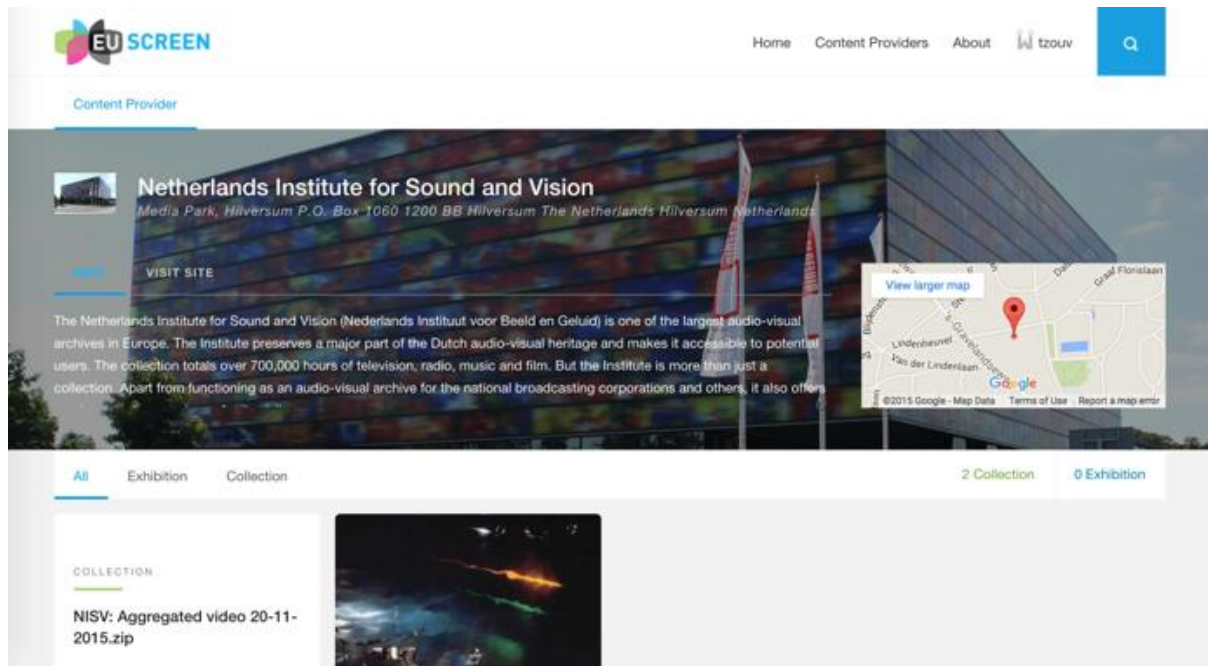 EU SCREEN
Home Content Providers About tzouv
Content Provider
Netherlands Institute for Sound and Vision
Media Park, Hilversum P.O. Box 1060 1200 BB Hilversum The Netherlands Hilversum Netherlands
VISIT SITE
The Netherlands Institute for Sound and Vision (Nederlands Instituut voor Beeld en Geluid) is one of the largest audio-visual
archives in Europe. The Institute preserves a major part of the Dutch audio-visual heritage and makes it accessible to potential
users. The collection totals over 700,000 hours of television, radio, music and film. But the Institute is more than just a
collection. Apart from functioning as an audio-visual archive for the national broadcasting corporations and others, it also offers
View larger map
Graaf Florislaan
Lindenheuvel
Van der Lindenlaan
Google
©2015 Google - Map Data Terms of Use Report a map error
All Exhibition Collection 2 Collection 0 Exhibition
COLLECTION
NISV: Aggregated video 20-11-
2015.zip